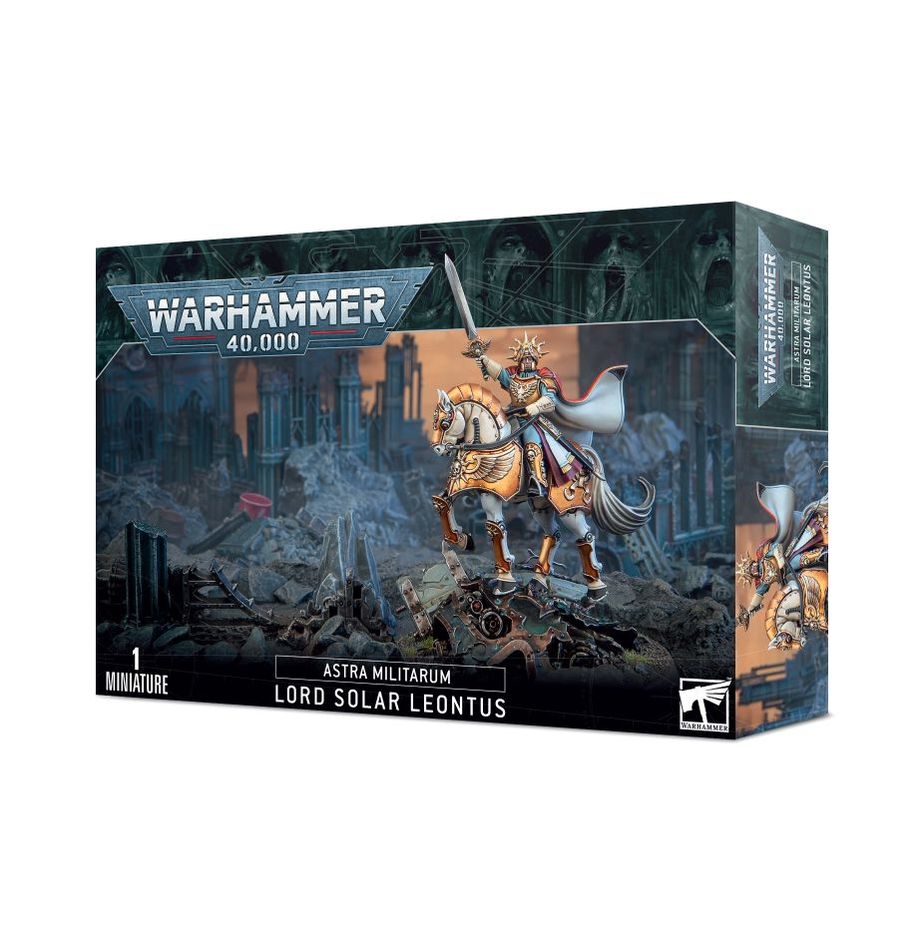 WARHAMMER
40,000
1
MINIATURE
ASTRA MILITARUM
LORD SOLAR LEONTUS
WARHAMMER
WARHAMMER
40,000
ASTRA MILITARUM
LORD SOLAR LEONTUS